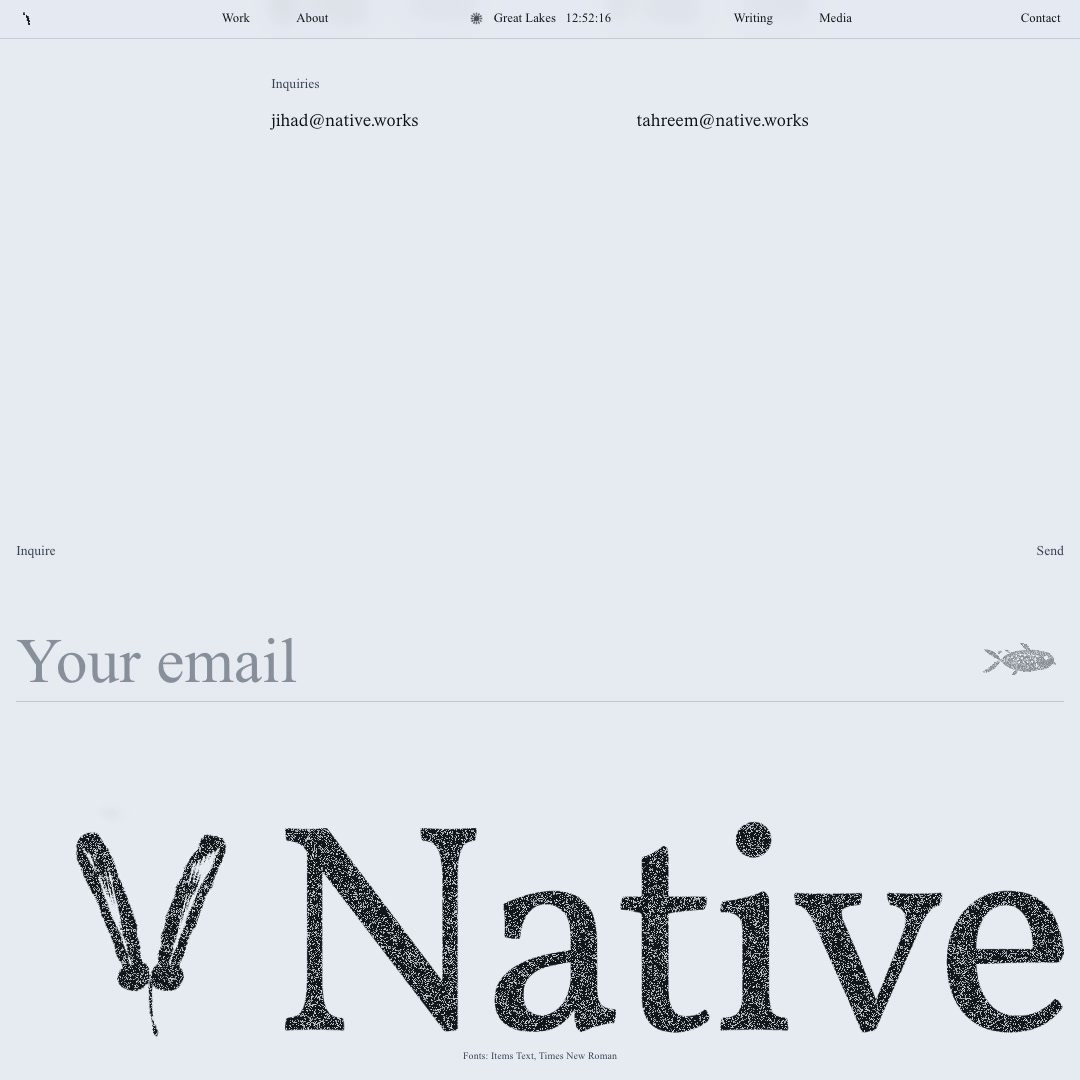 Work About Great Lakes 12:52:16 Writing Media Contact
Inquiries
jihad@native.works tahreem@native.works
Inquire Send
Your email
Native
Fonts: Items Text, Times New Roman